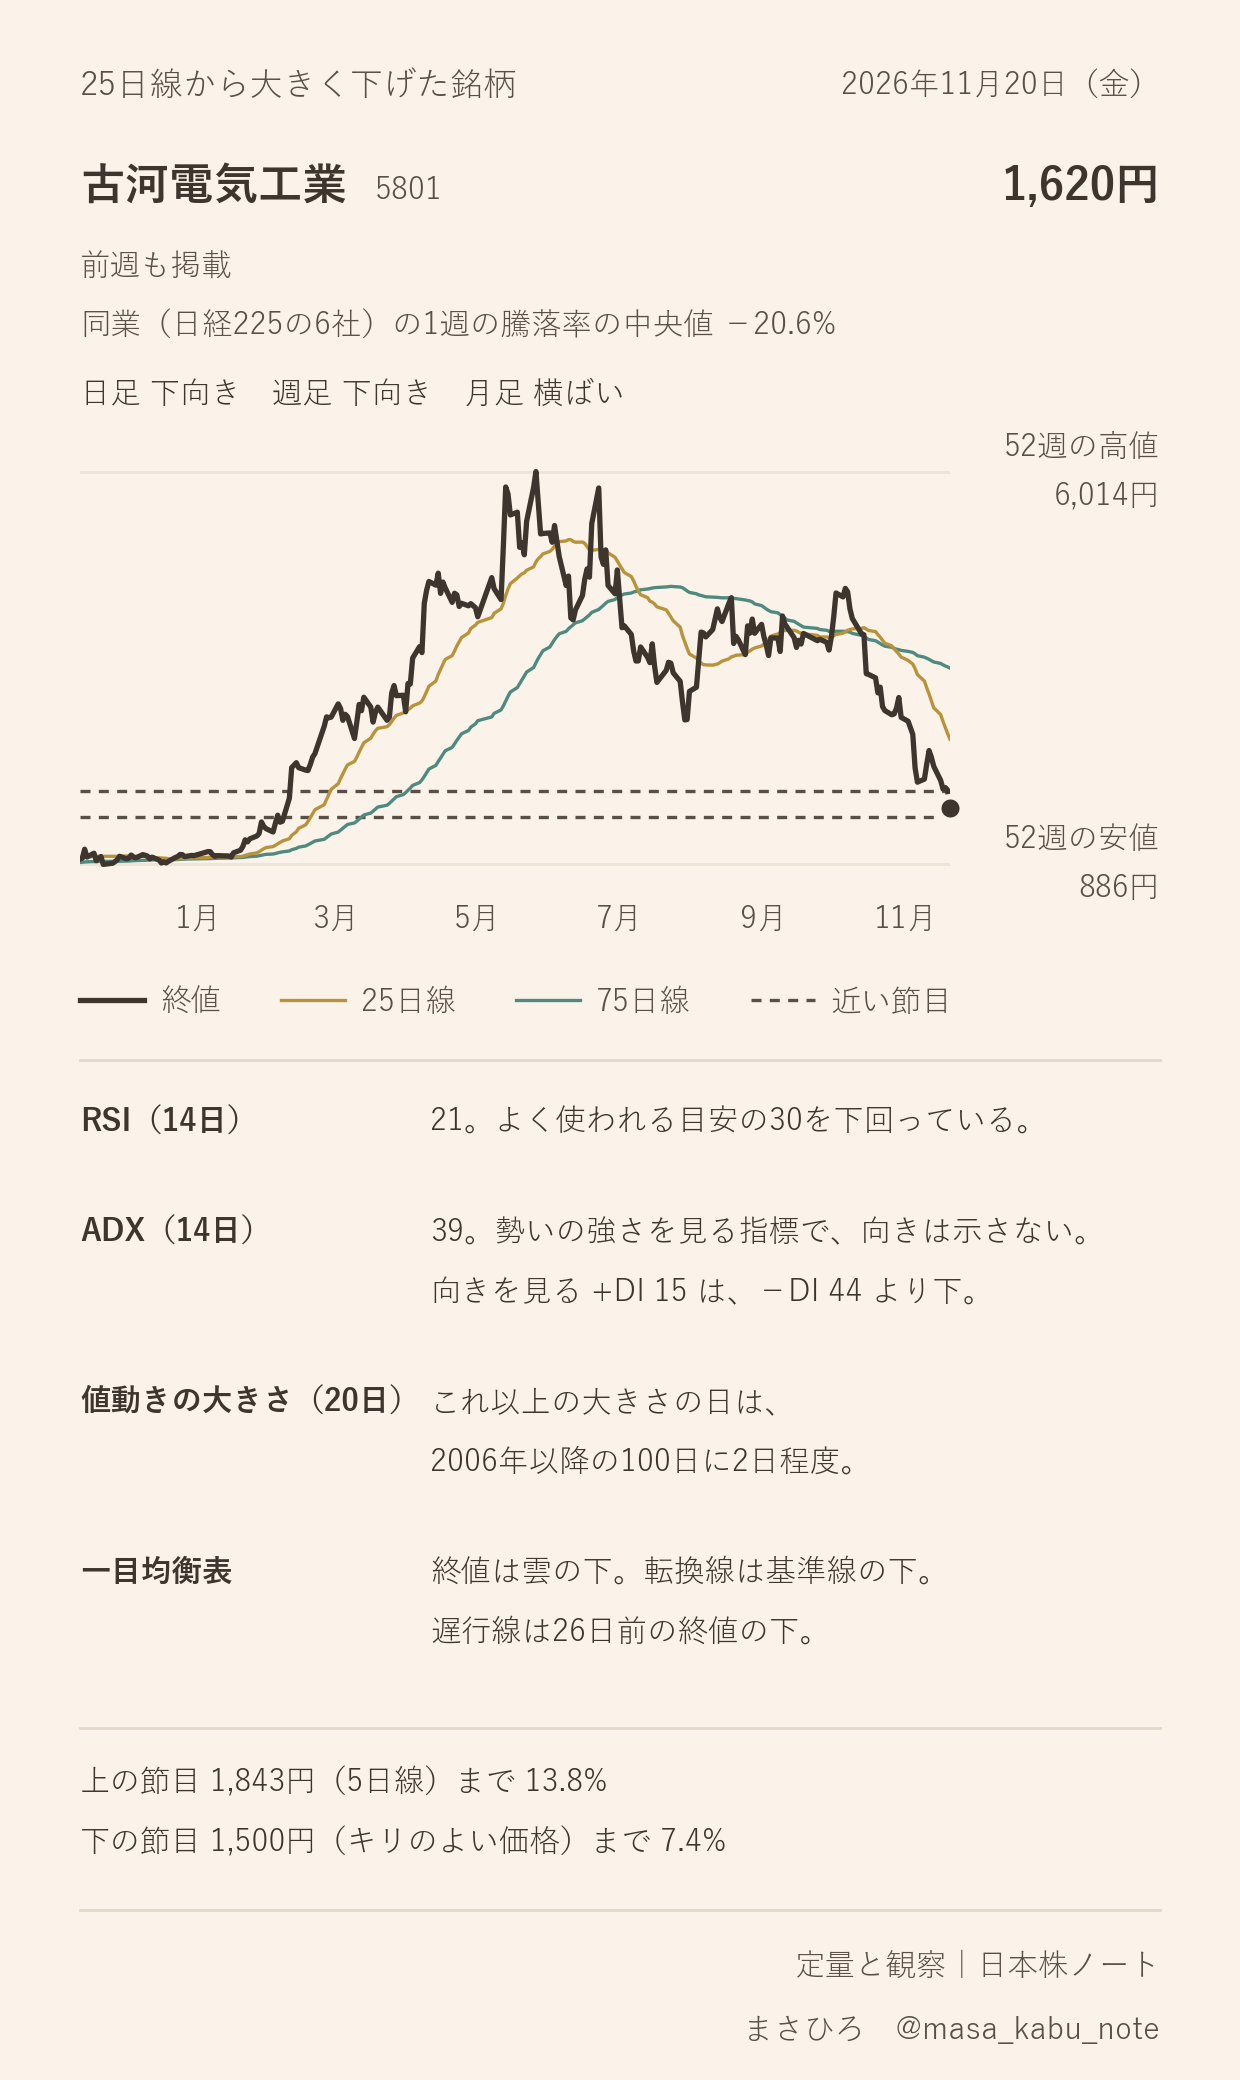 25日線から大きく下げた銘柄 2026年11月20日（金）
古河電気工業 5801 1,620円
前週も掲載
同業（日経225の6社）の1週の騰落率の中央値 −20.6%
日足 下向き 週足 下向き 月足 横ばい
52週の高値
6,014円
52週の安値
886円
1月 3月 5月 7月 9月 11月
終値 25日線 75日線 近い節目
RSI（14日） 21。よく使われる目安の30を下回っている。
ADX（14日） 39。勢いの強さを見る指標で、向きは示さない。
向きを見る +DI 15 は、−DI 44 より下。
値動きの大きさ（20日） これ以上の大きさの日は、
2006年以降の100日に2日程度。
一目均衡表 終値は雲の下。転換線は基準線の下。
遅行線は26日前の終値の下。
上の節目 1,843円（5日線）まで 13.8%
下の節目 1,500円（キリのよい価格）まで 7.4%
定量と観察｜日本株ノート
まさひろ @masa_kabu_note